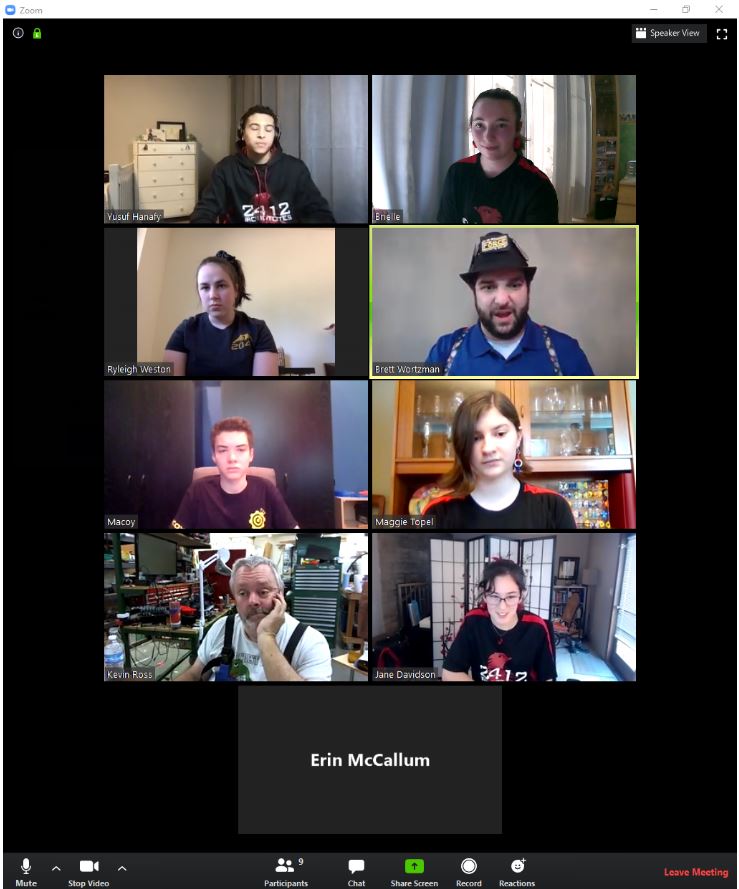 Zoom
Speaker View
Yusuf Hanafy
2412
Brielle
Ryleigh Weston
Brett Wortzman
Macoy
Maggie Topel
Kevin Ross
Jane Davidson
2412
Erin McCallum
9
Mute
Stop Video
Participants
Chat
Share Screen
Record
Reactions
Leave Meeting